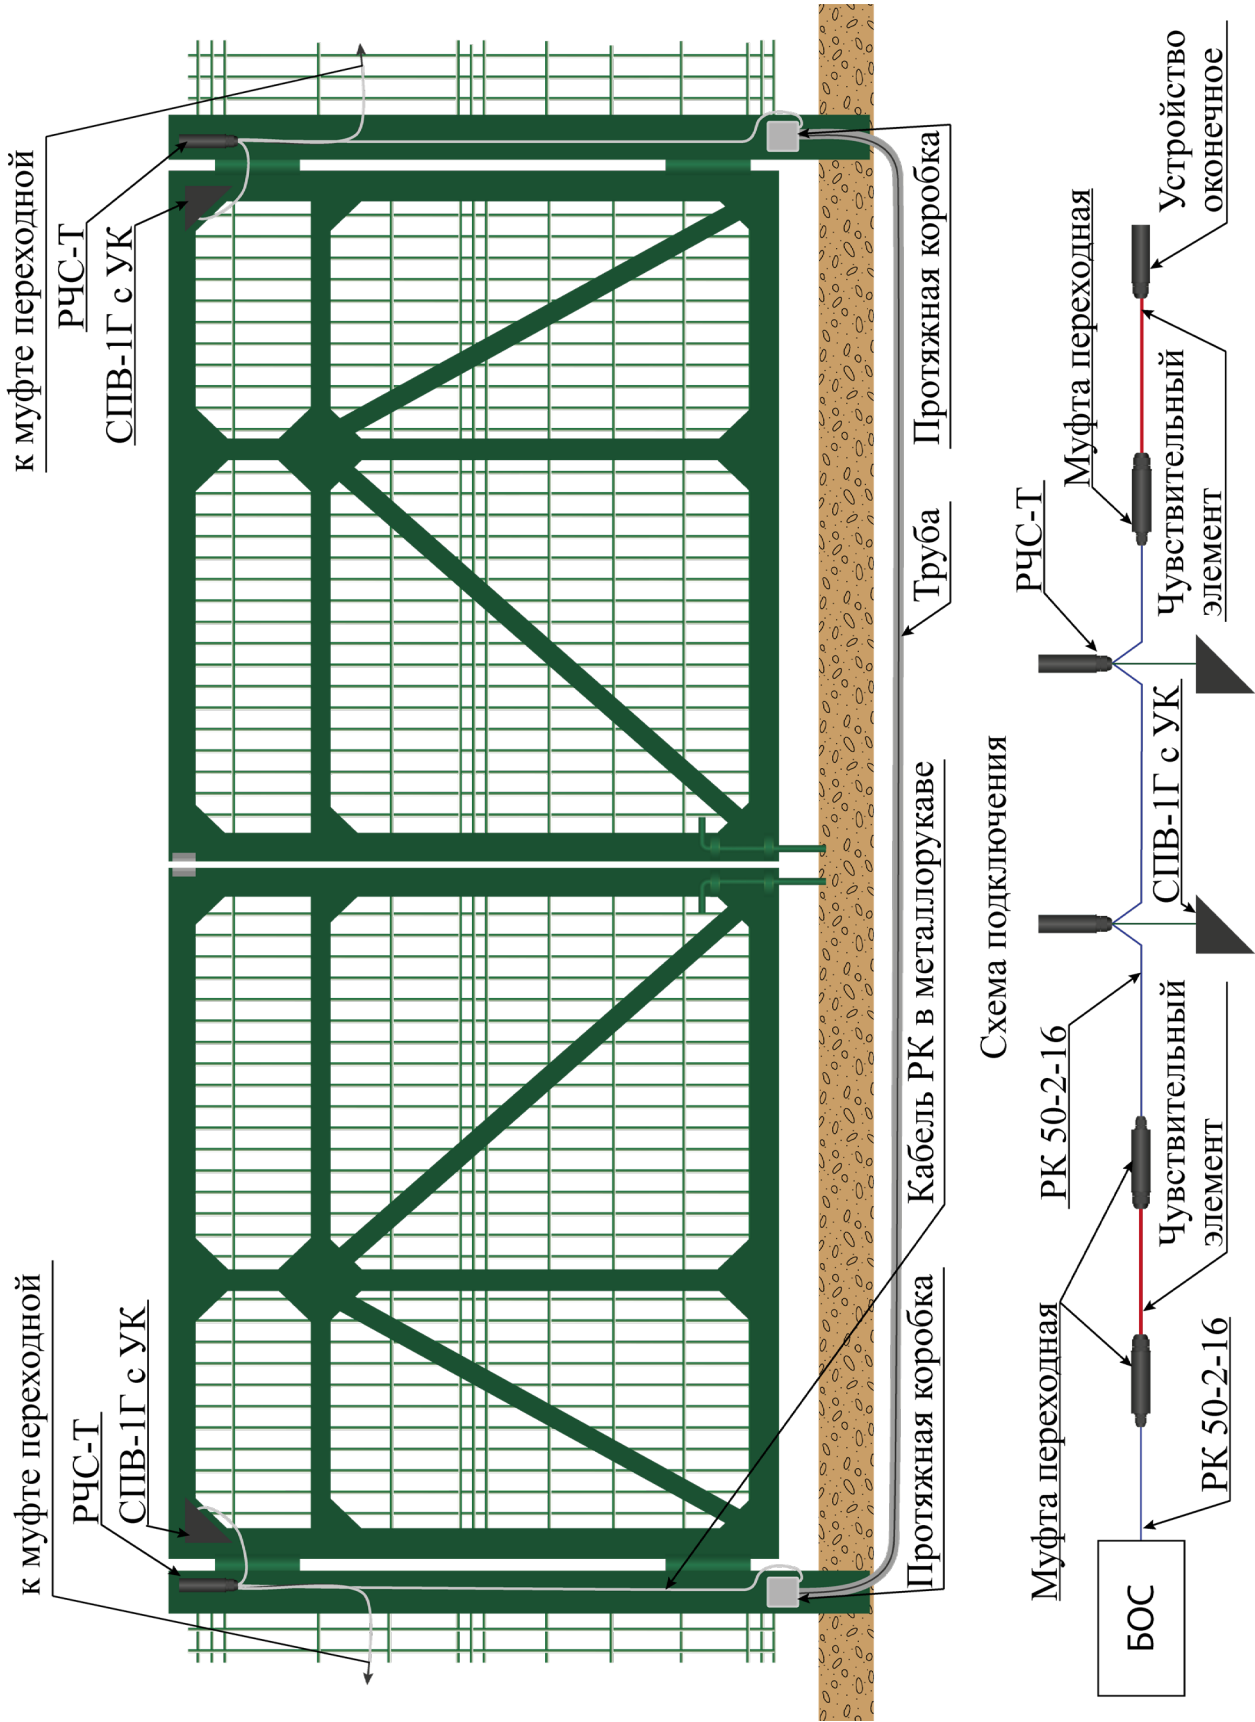 к муфте переходной
РЧС-Т
СПВ-1Г с УК
к муфте переходной
РЧС-Т
СПВ-1Г с УК
Протяжная коробка
Кабель РК в металлорукаве
Труба
Протяжная коробка
Схема подключения
Муфта переходная
РК 50-2-16
РЧС-Т
Муфта переходная
БОС
РК 50-2-16
Чувствительный
элемент
СПВ-1Г с УК
Чувствительный
элемент
Устройство
оконечное